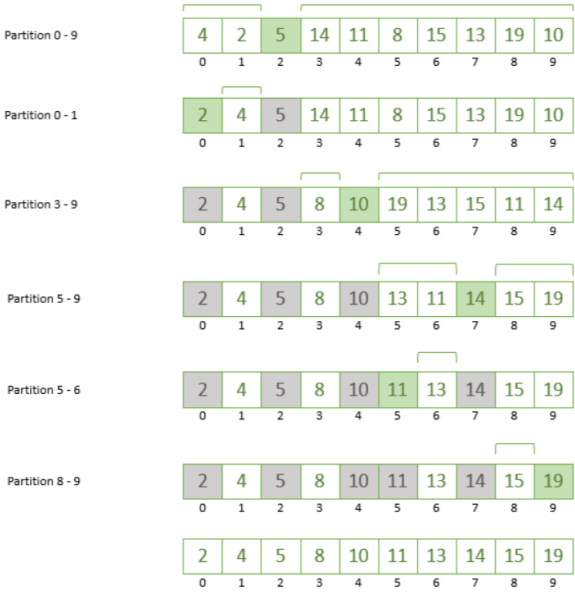 Partition 0 - 9 4 2 5 14 11 8 15 13 19 10
0 1 2 3 4 5 6 7 8 9
Partition 0 - 1 2 4 5 14 11 8 15 13 19 10
0 1 2 3 4 5 6 7 8 9
Partition 3 - 9 2 4 5 8 10 19 13 15 11 14
0 1 2 3 4 5 6 7 8 9
Partition 5 - 9 2 4 5 8 10 13 11 14 15 19
0 1 2 3 4 5 6 7 8 9
Partition 5 - 6 2 4 5 8 10 11 13 14 15 19
0 1 2 3 4 5 6 7 8 9
Partition 8 - 9 2 4 5 8 10 11 13 14 15 19
0 1 2 3 4 5 6 7 8 9
2 4 5 8 10 11 13 14 15 19
0 1 2 3 4 5 6 7 8 9